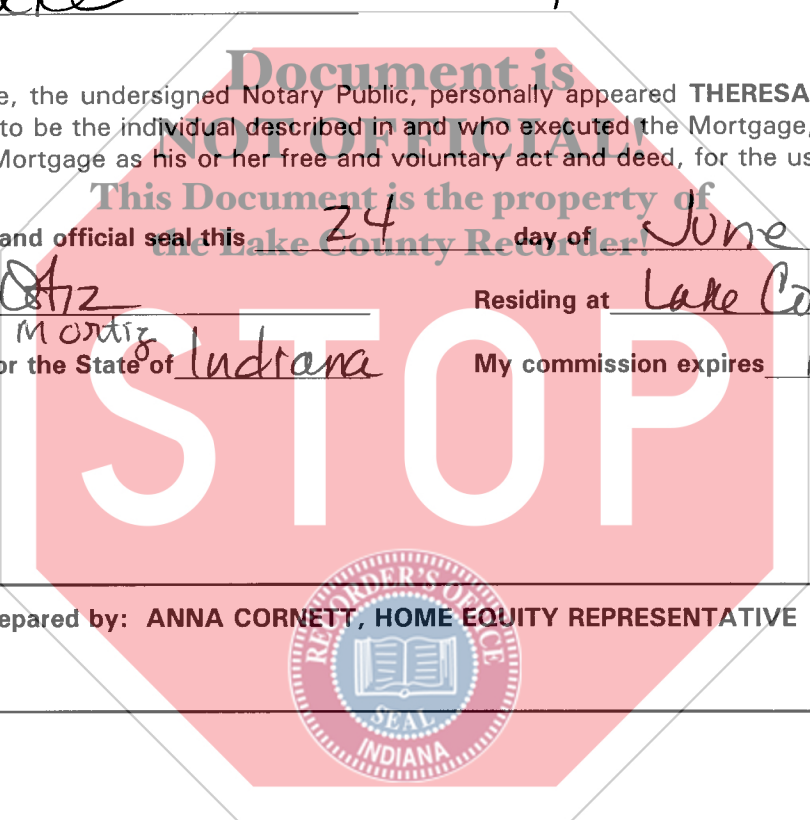 Document is
e, the undersigned Notary Public, personally appeared THERESA
to be the individual described in and who executed the Mortgage,
NOT OFFICIAL!
Mortgage as his or her free and voluntary act and deed, for the us
This Document is the property of
and official seal this 24 day of June
the Lake County Recorder!
Ortiz
Residing at Lake Co
M Ortiz
or the State of Indiana My commission expires
STOP
epared by: ANNA CORNETT, HOME EQUITY REPRESENTATIVE
RECORDER'S OFFICE
SEAL
INDIANA